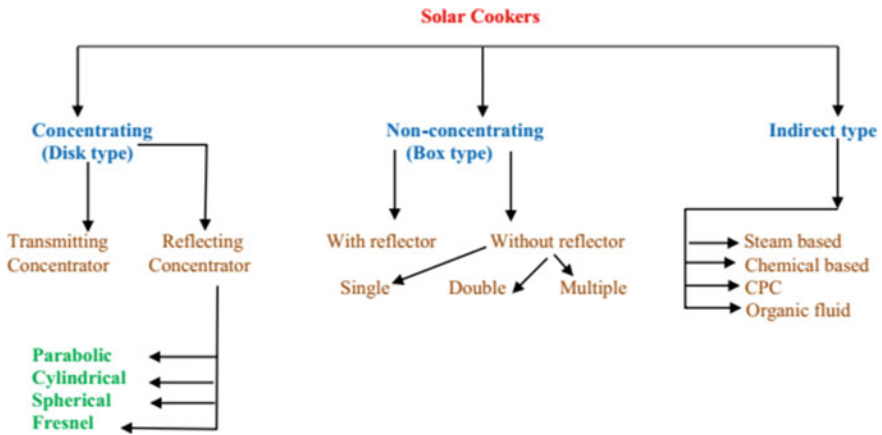 Solar Cookers
Concentrating
(Disk type)
Non-concentrating
(Box type)
Indirect type
Transmitting
Concentrator
Reflecting
Concentrator
With reflector
Without reflector
Single
Double
Multiple
Steam based
Chemical based
CPC
Organic fluid
Parabolic
Cylindrical
Spherical
Fresnel